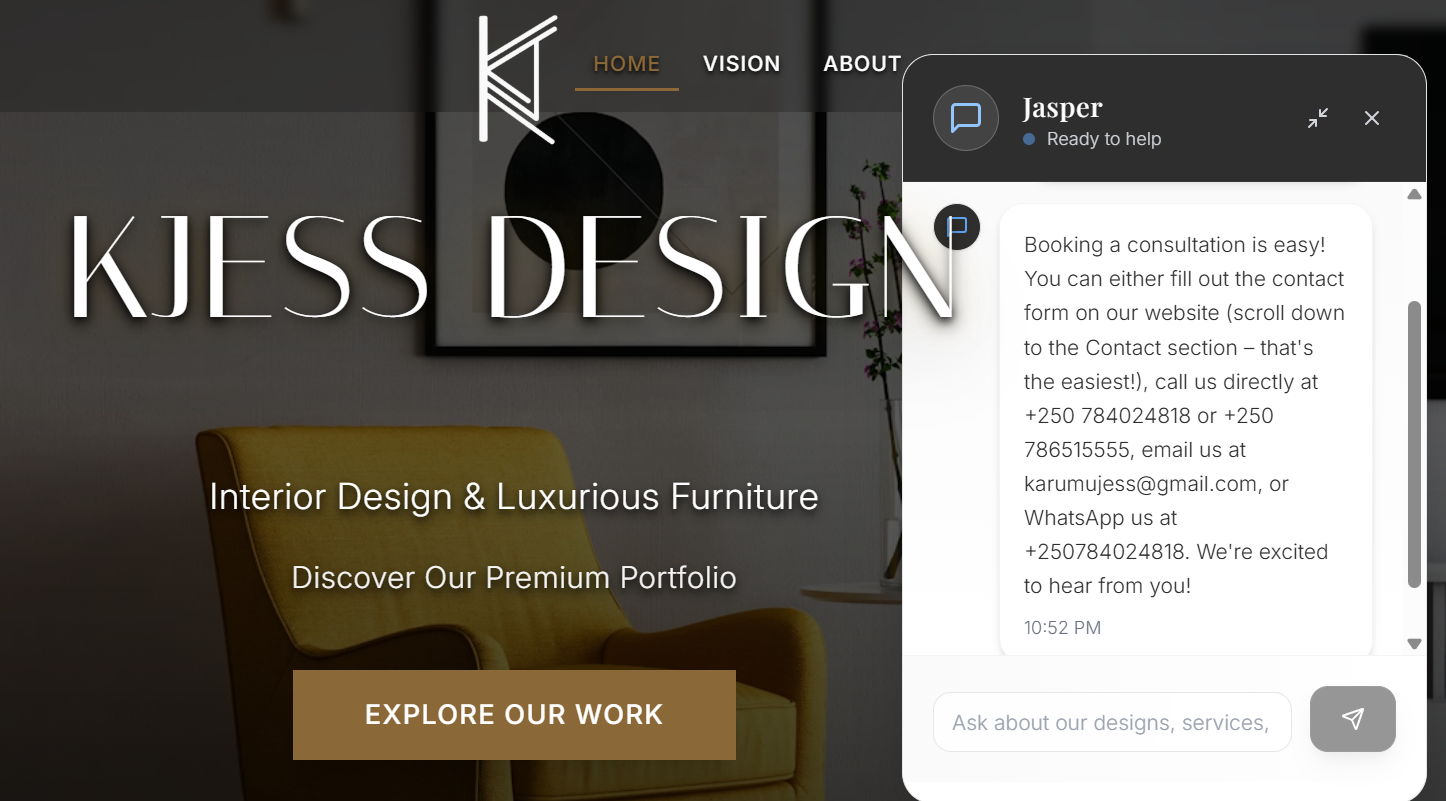 HOME VISION ABOUT
KJESS DESIGN
Interior Design & Luxurious Furniture
Discover Our Premium Portfolio
EXPLORE OUR WORK
Jasper
Ready to help
Booking a consultation is easy!
You can either fill out the contact
form on our website (scroll down
to the Contact section – that's
the easiest!), call us directly at
+250 784024818 or +250
786515555, email us at
karumujess@gmail.com, or
WhatsApp us at
+250784024818. We're excited
to hear from you!
10:52 PM
Ask about our designs, services,